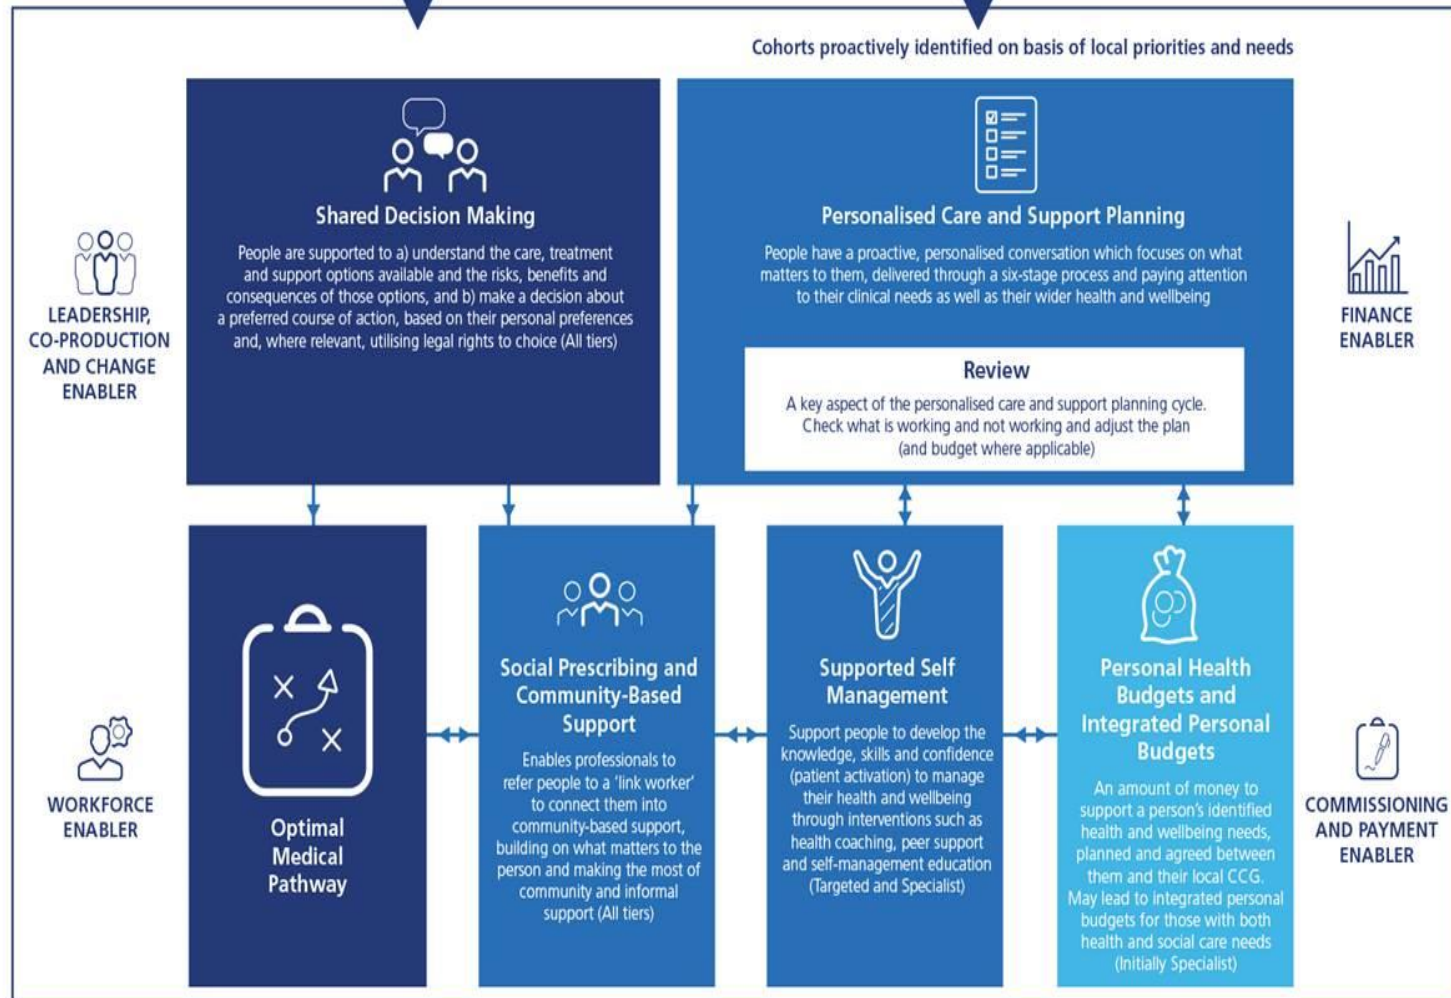 Cohorts proactively identified on basis of local priorities and needs
Shared Decision Making
People are supported to a) understand the care, treatment
and support options available and the risks, benefits and
consequences of those options, and b) make a decision about
a preferred course of action, based on their personal preferences
and, where relevant, utilising legal rights to choice (All tiers)
Personalised Care and Support Planning
People have a proactive, personalised conversation which focuses on what
matters to them, delivered through a six-stage process and paying attention
to their clinical needs as well as their wider health and wellbeing
Review
A key aspect of the personalised care and support planning cycle.
Check what is working and not working and adjust the plan
(and budget where applicable)
LEADERSHIP,
CO-PRODUCTION
AND CHANGE
ENABLER
FINANCE
ENABLER
WORKFORCE
ENABLER
Optimal
Medical
Pathway
Social Prescribing and
Community-Based
Support
Enables professionals to
refer people to a ‘link worker’
to connect them into
community-based support,
building on what matters to the
person and making the most of
community and informal
support (All tiers)
Supported Self
Management
Support people to develop the
knowledge, skills and confidence
(patient activation) to manage
their health and wellbeing
through interventions such as
health coaching, peer support
and self-management education
(Targeted and Specialist)
Personal Health
Budgets and
Integrated Personal
Budgets
An amount of money to
support a person’s identified
health and wellbeing needs,
planned and agreed between
them and their local CCG.
May lead to integrated personal
budgets for those with both
health and social care needs
(Initially Specialist)
COMMISSIONING
AND PAYMENT
ENABLER